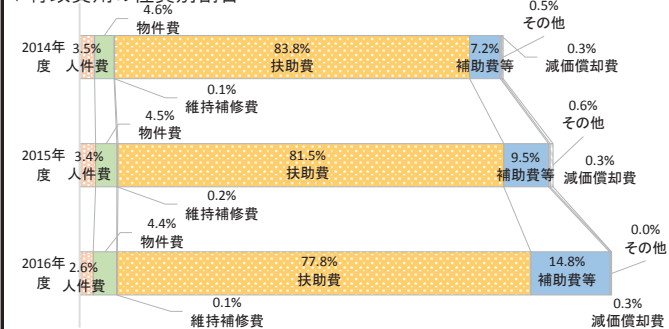 4.6%
物件費
0.5%
その他
2014年
度
3.5%
人件費
83.8%
扶助費
7.2%
補助費等
0.3%
減価償却費
0.1%
維持補修費
4.5%
物件費
0.6%
その他
2015年
度
3.4%
人件費
81.5%
扶助費
9.5%
補助費等
0.3%
減価償却費
0.2%
維持補修費
4.4%
物件費
0.0%
その他
2016年
度
2.6%
人件費
77.8%
扶助費
14.8%
補助費等
0.1%
維持補修費
0.3%
減価償却費